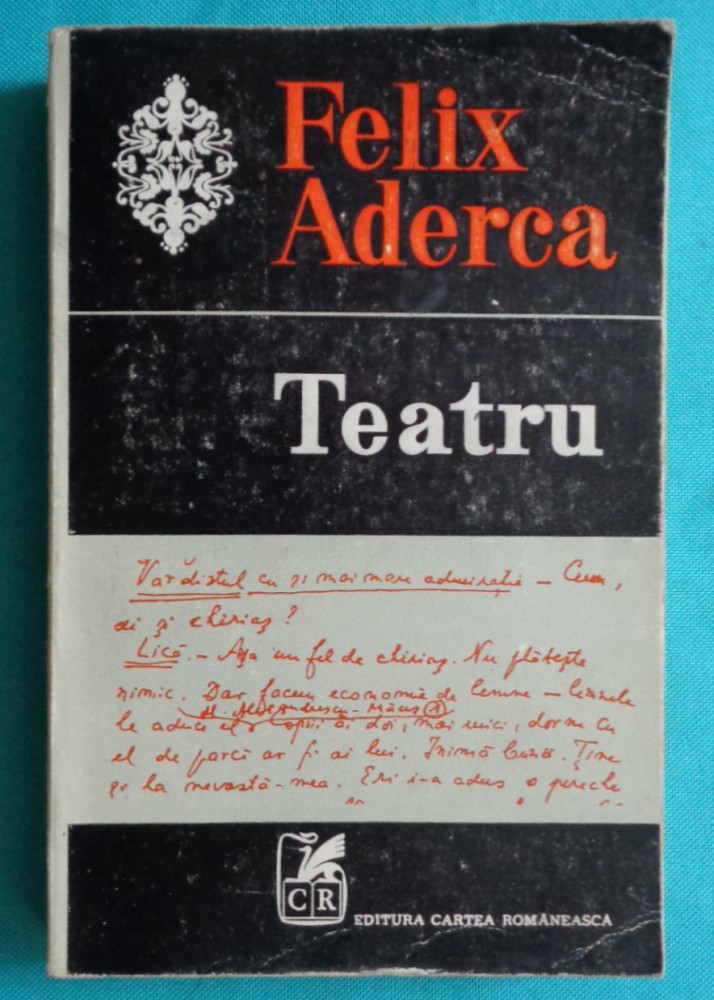 Felix
Aderca
Teatru
Vardistul cu și mai mare admirație – Cum,
ai și chiriaș?
Lică. – Așa un fel de chiriaș. Nu plătește
nimic. Dar facem economie de lemne – lemnele
le aduce el copiii ăi doi, mai mici, dorm cu
el de parcă ar fi ai lui. Inimă bună. Ține
și la nevastă-mea. Eri i-a adus o pereche
CR
EDITURA CARTEA ROMÂNEASCA